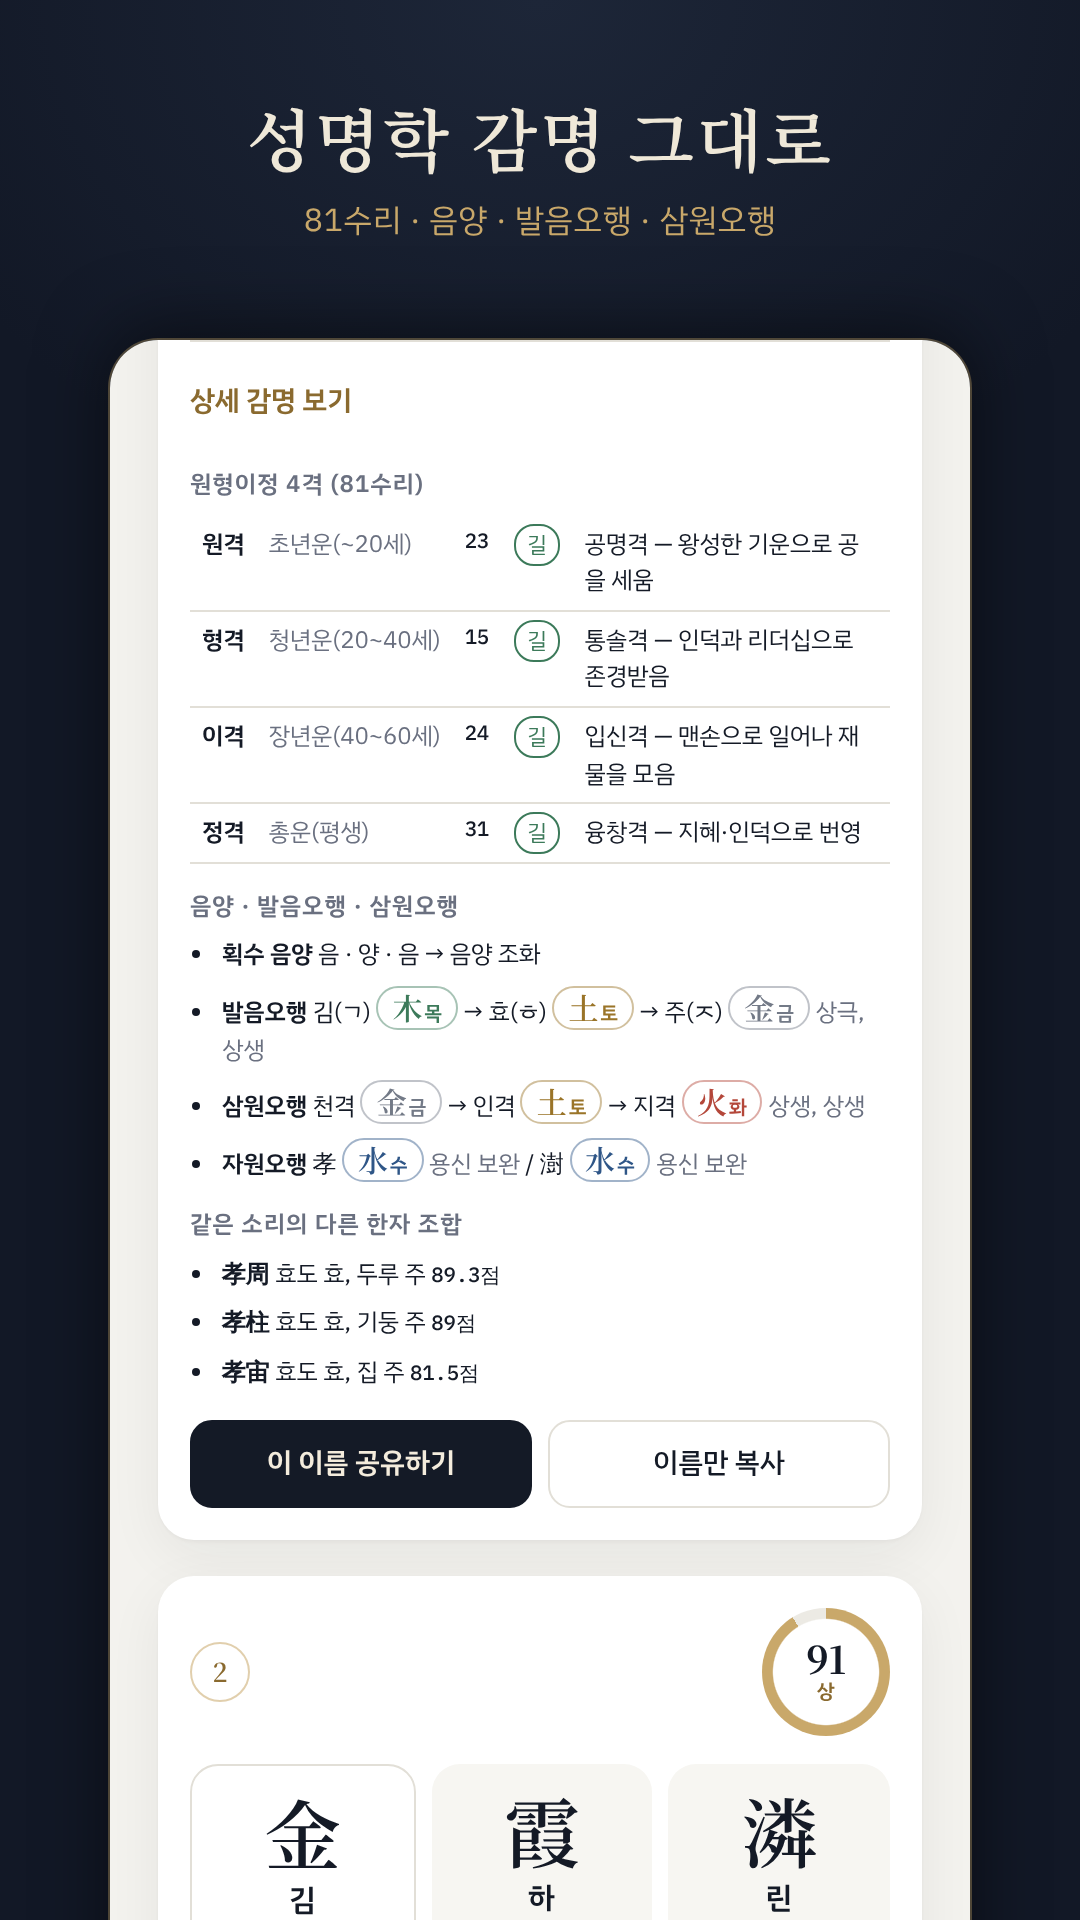 성명학 감명 그대로
81수리 · 음양 · 발음오행 · 삼원오행
상세 감명 보기
원형이정 4격 (81수리)
원격 초년운(~20세) 23 길 공명격 — 왕성한 기운으로 공
을 세움
형격 청년운(20~40세) 15 길 통솔격 — 인덕과 리더십으로
존경받음
이격 장년운(40~60세) 24 길 입신격 — 맨손으로 일어나 재
물을 모음
정격 총운(평생) 31 길 융창격 — 지혜·인덕으로 번영
음양 · 발음오행 · 삼원오행
• 획수 음양 음 · 양 · 음 → 음양 조화
• 발음오행 김(ㄱ) 木목 → 효(ㅎ) 土토 → 주(ㅈ) 金금 상극,
상생
• 삼원오행 천격 金금 → 인격 土토 → 지격 火화 상생, 상생
• 자원오행 孝 水수 용신 보완 / 澍 水수 용신 보완
같은 소리의 다른 한자 조합
• 孝周 효도 효, 두루 주 89.3점
• 孝柱 효도 효, 기둥 주 89점
• 孝宙 효도 효, 집 주 81.5점
이 이름 공유하기 이름만 복사
2 91
상
金 霞 潾
김 하 린